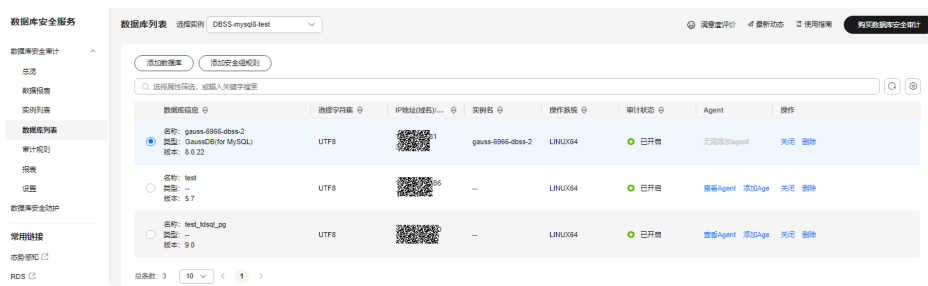 数据库安全服务
数据库安全审计
总览
数据报表
实例列表
数据库列表
审计规则
报表
设置
数据库安全防护
常用链接
态势感知
RDS
数据库列表 选择实例 DBSS-mysql8-test
满意度评价 最新动态 使用指南 购买数据库安全审计
添加数据库 添加安全组规则
选择属性筛选，或输入关键字搜索
数据库信息 选择字符集 IP地址(域名)/... 实例名 操作系统 审计状态 Agent 操作
名称： gauss-6966-dbss-2
类型： GaussDB(for MySQL)
版本： 8.0.22
UTF8 gauss-6966-dbss-2 LINUX64 已开启 无需添加agent 关闭 删除
名称： test
类型： --
版本： 5.7
UTF8 -- LINUX64 已开启 查看Agent 添加Age 关闭 删除
名称： test_tdsql_pg
类型： --
版本： 9.0
UTF8 -- LINUX64 已开启 查看Agent 添加Age 关闭 删除
总条数： 3 10 < 1 >